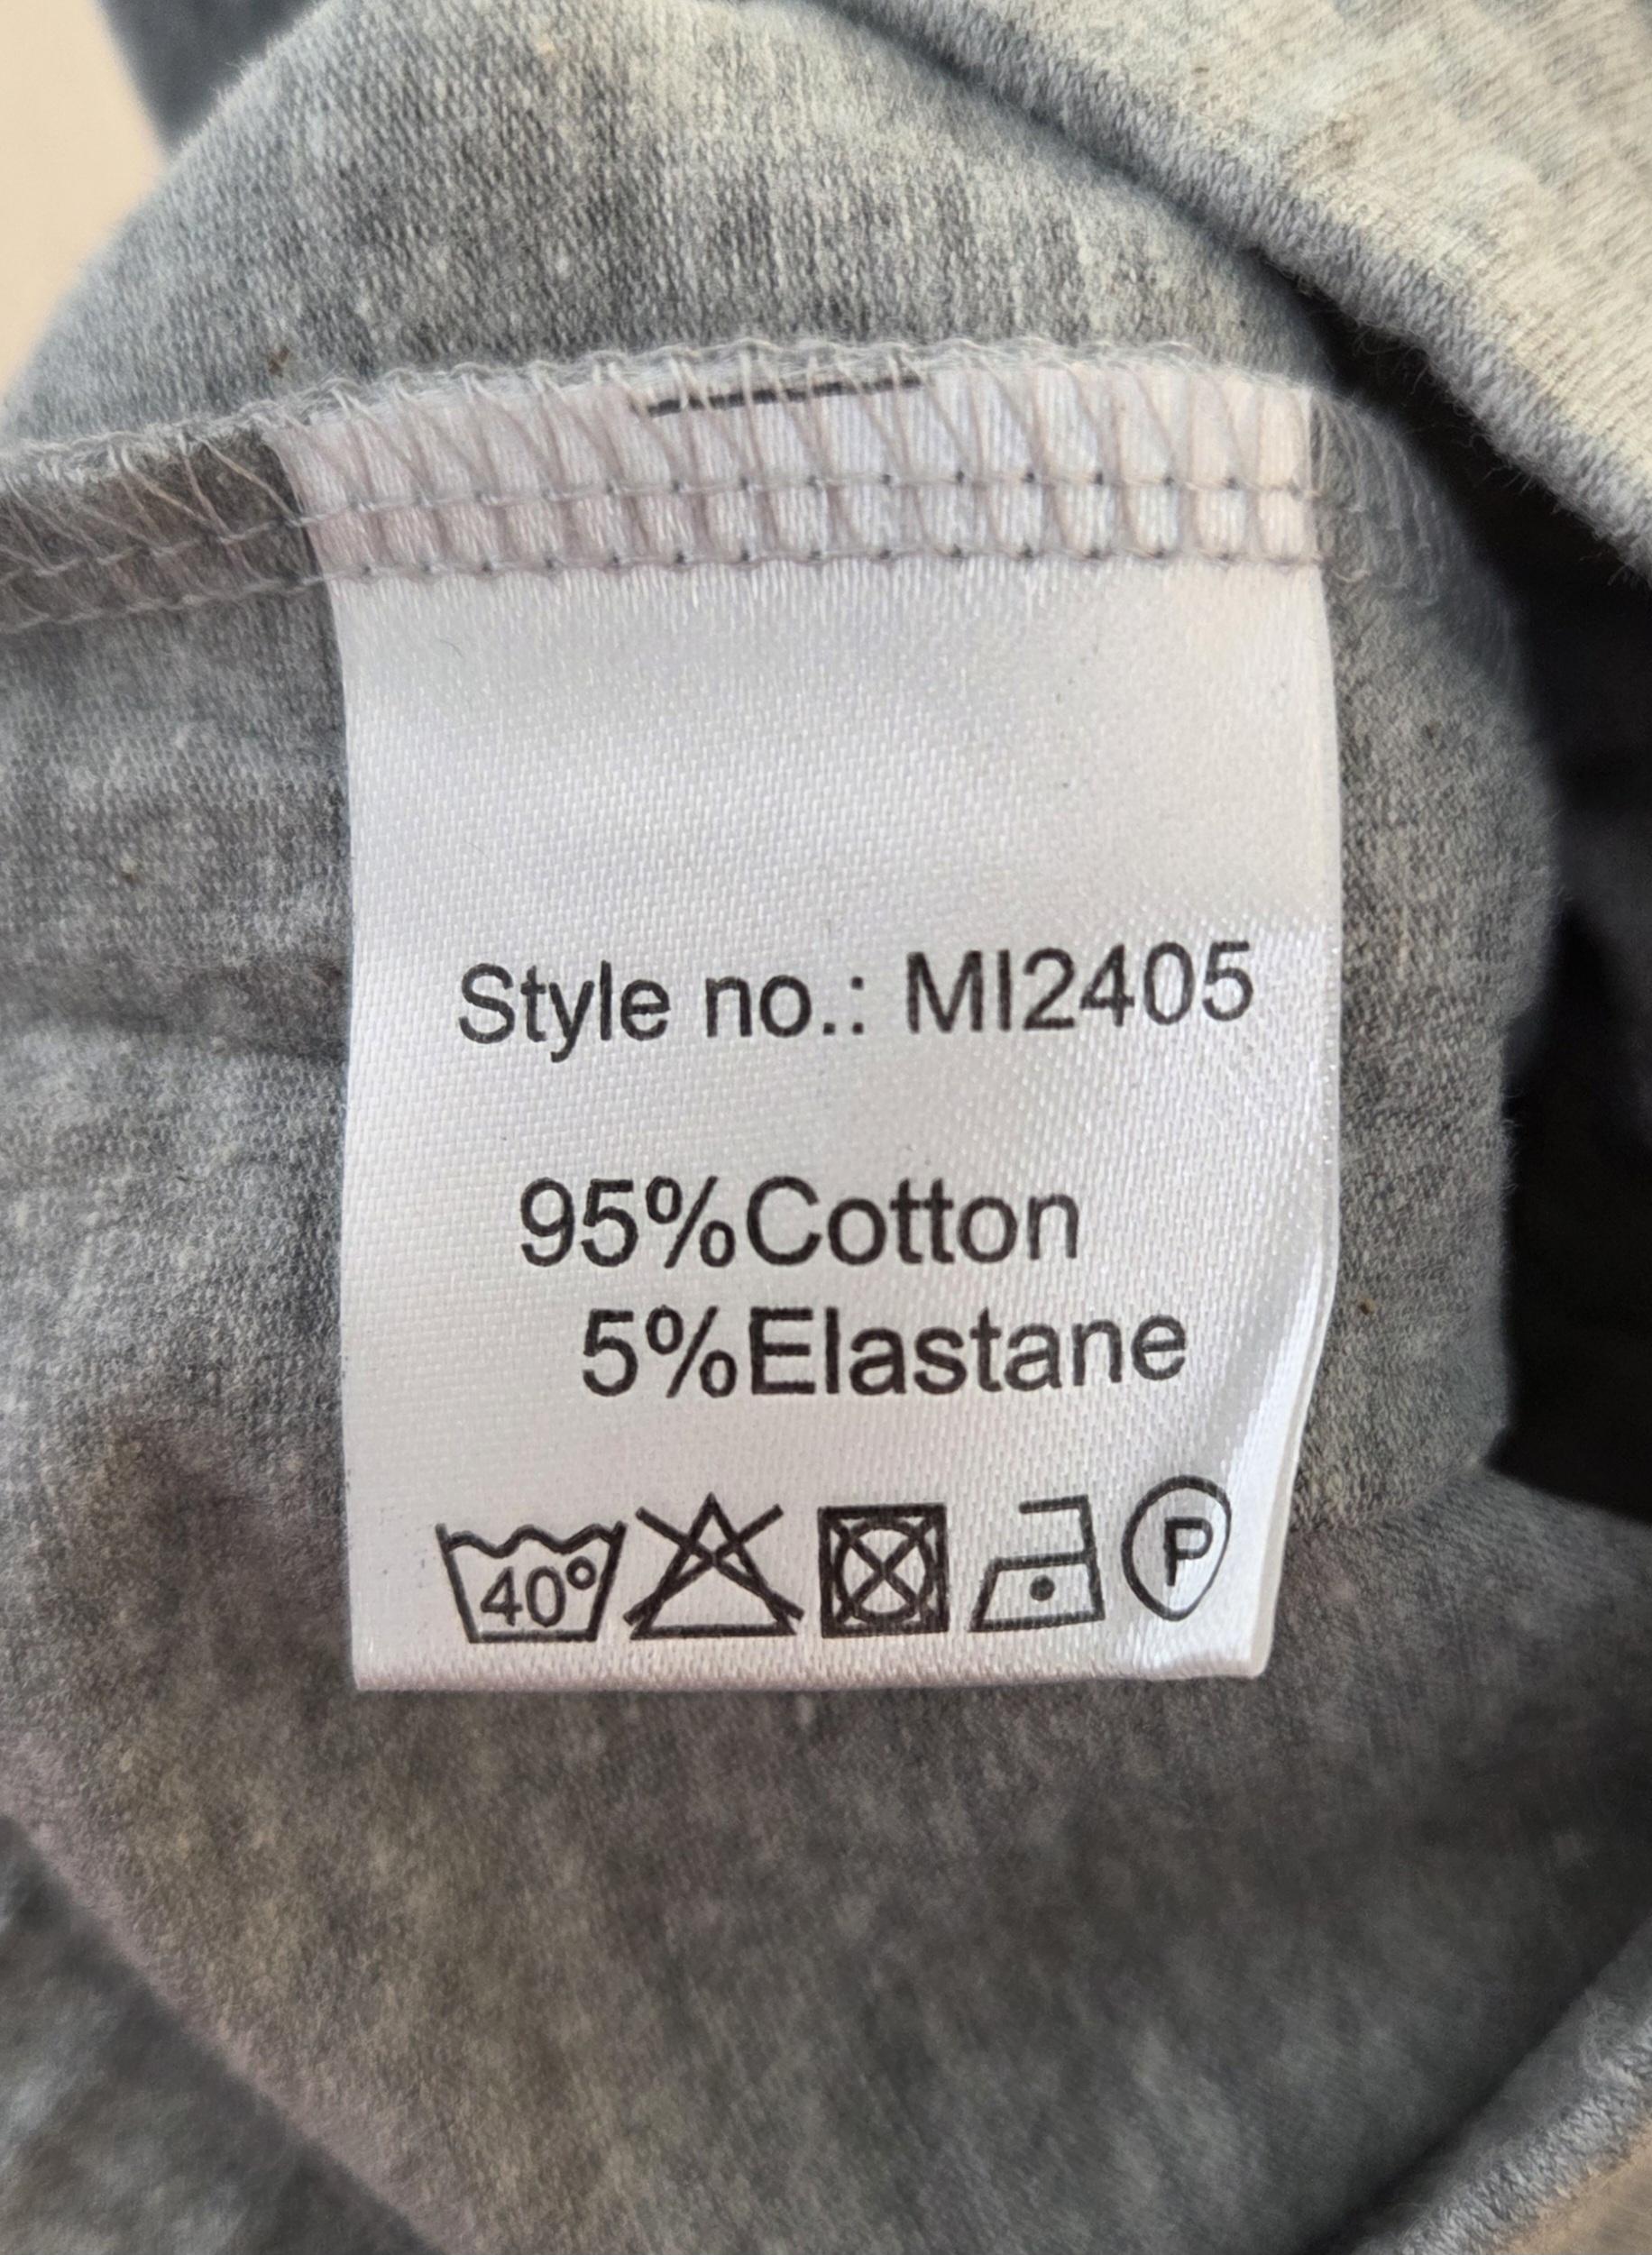 Style no.: MI2405
95%Cotton
5%Elastane
40° P